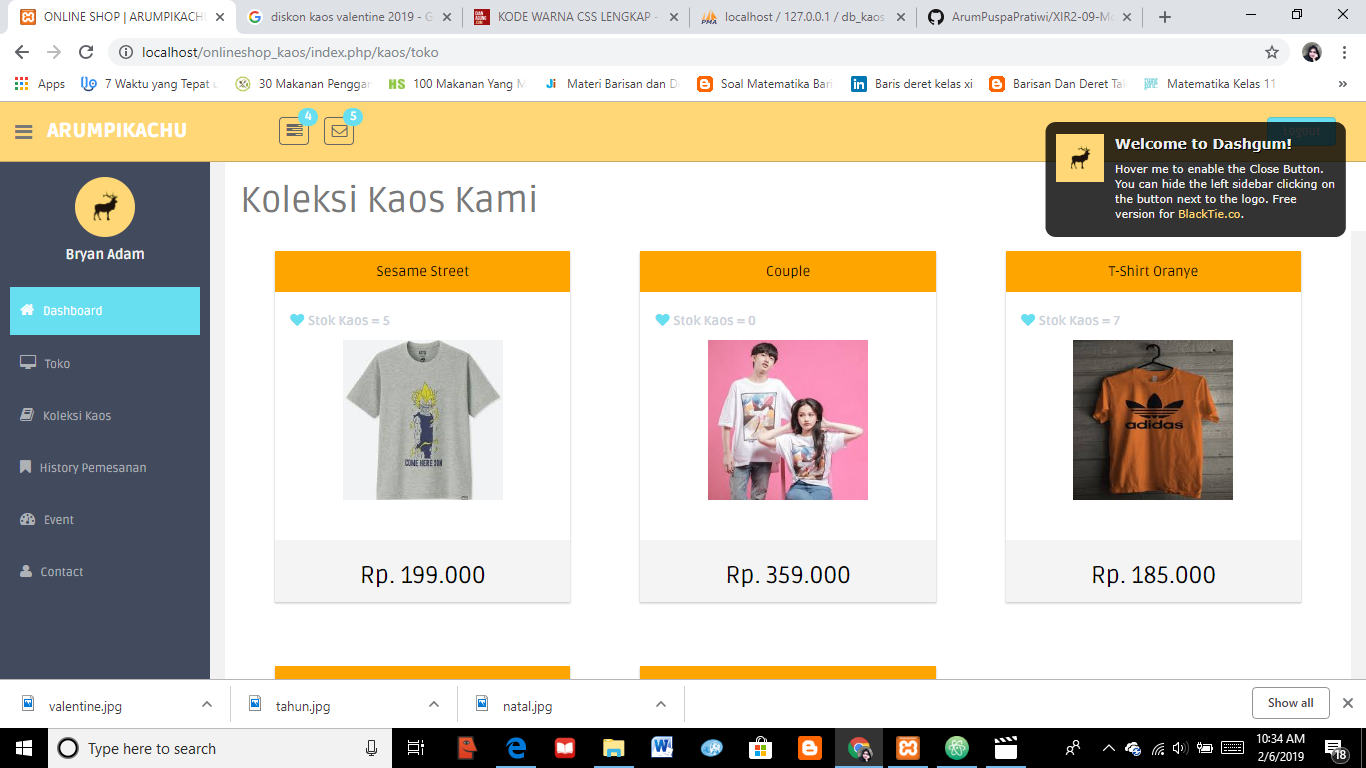 ONLINE SHOP | ARUMPIKACHU
diskon kaos valentine 2019 - G
KODE WARNA CSS LENGKAP -
localhost / 127.0.0.1 / db_kaos
ArumPuspaPratiwi/XIR2-09-Mo
localhost/onlineshop_kaos/index.php/kaos/toko
Apps
7 Waktu yang Tepat u
30 Makanan Penggan
100 Makanan Yang M
Materi Barisan dan D
Soal Matematika Bari
Baris deret kelas xi
Barisan Dan Deret Tak
Matematika Kelas 11
ARUMPIKACHU
4
5
Logout
Welcome to Dashgum!
Hover me to enable the Close Button.
You can hide the left sidebar clicking on
the button next to the logo. Free
version for BlackTie.co.
Bryan Adam
Dashboard
Toko
Koleksi Kaos
History Pemesanan
Event
Contact
Koleksi Kaos Kami
Sesame Street
Stok Kaos = 5
COME HERE SON
Rp. 199.000
Couple
Stok Kaos = 0
Rp. 359.000
T-Shirt Oranye
Stok Kaos = 7
adidas
Rp. 185.000
valentine.jpg
tahun.jpg
natal.jpg
Show all
Type here to search
10:34 AM
2/6/2019
18